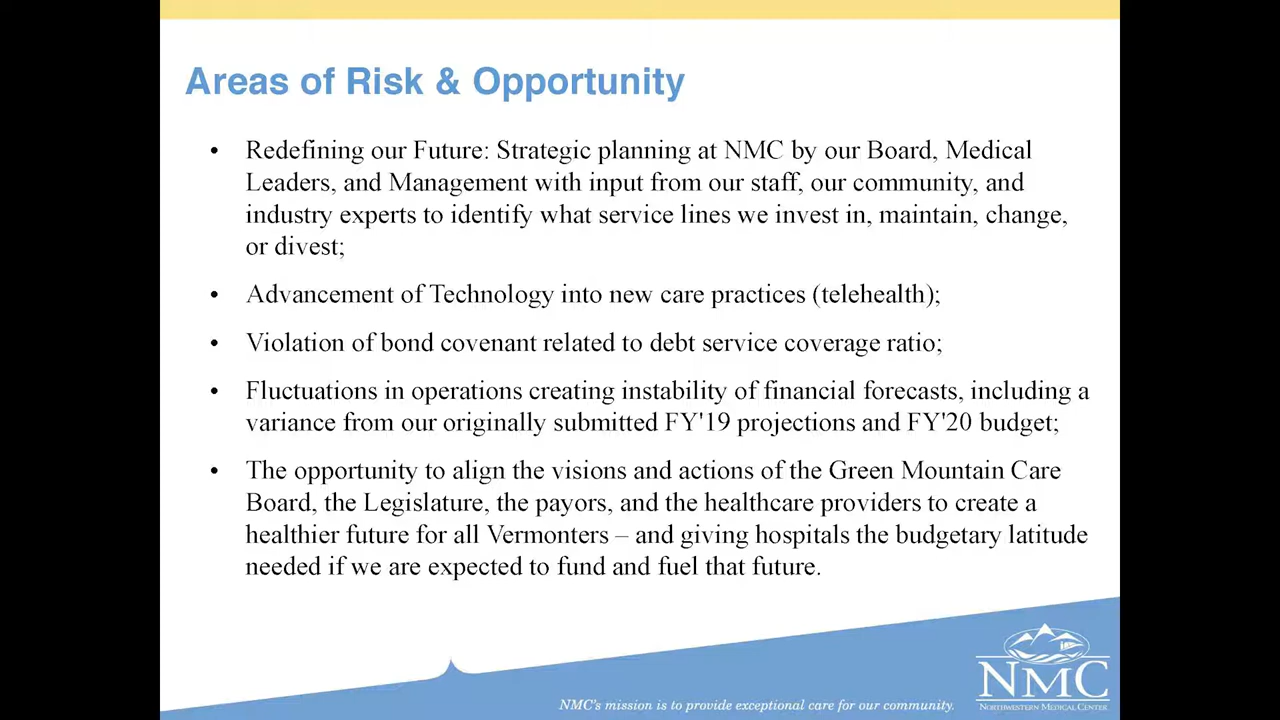 Areas of Risk & Opportunity
• Redefining our Future: Strategic planning at NMC by our Board, Medical
Leaders, and Management with input from our staff, our community, and
industry experts to identify what service lines we invest in, maintain, change,
or divest;
• Advancement of Technology into new care practices (telehealth);
• Violation of bond covenant related to debt service coverage ratio;
• Fluctuations in operations creating instability of financial forecasts, including a
variance from our originally submitted FY'19 projections and FY'20 budget;
• The opportunity to align the visions and actions of the Green Mountain Care
Board, the Legislature, the payors, and the healthcare providers to create a
healthier future for all Vermonters – and giving hospitals the budgetary latitude
needed if we are expected to fund and fuel that future.
NMC's mission is to provide exceptional care for our community.
NMC
NORTHWESTERN MEDICAL CENTER